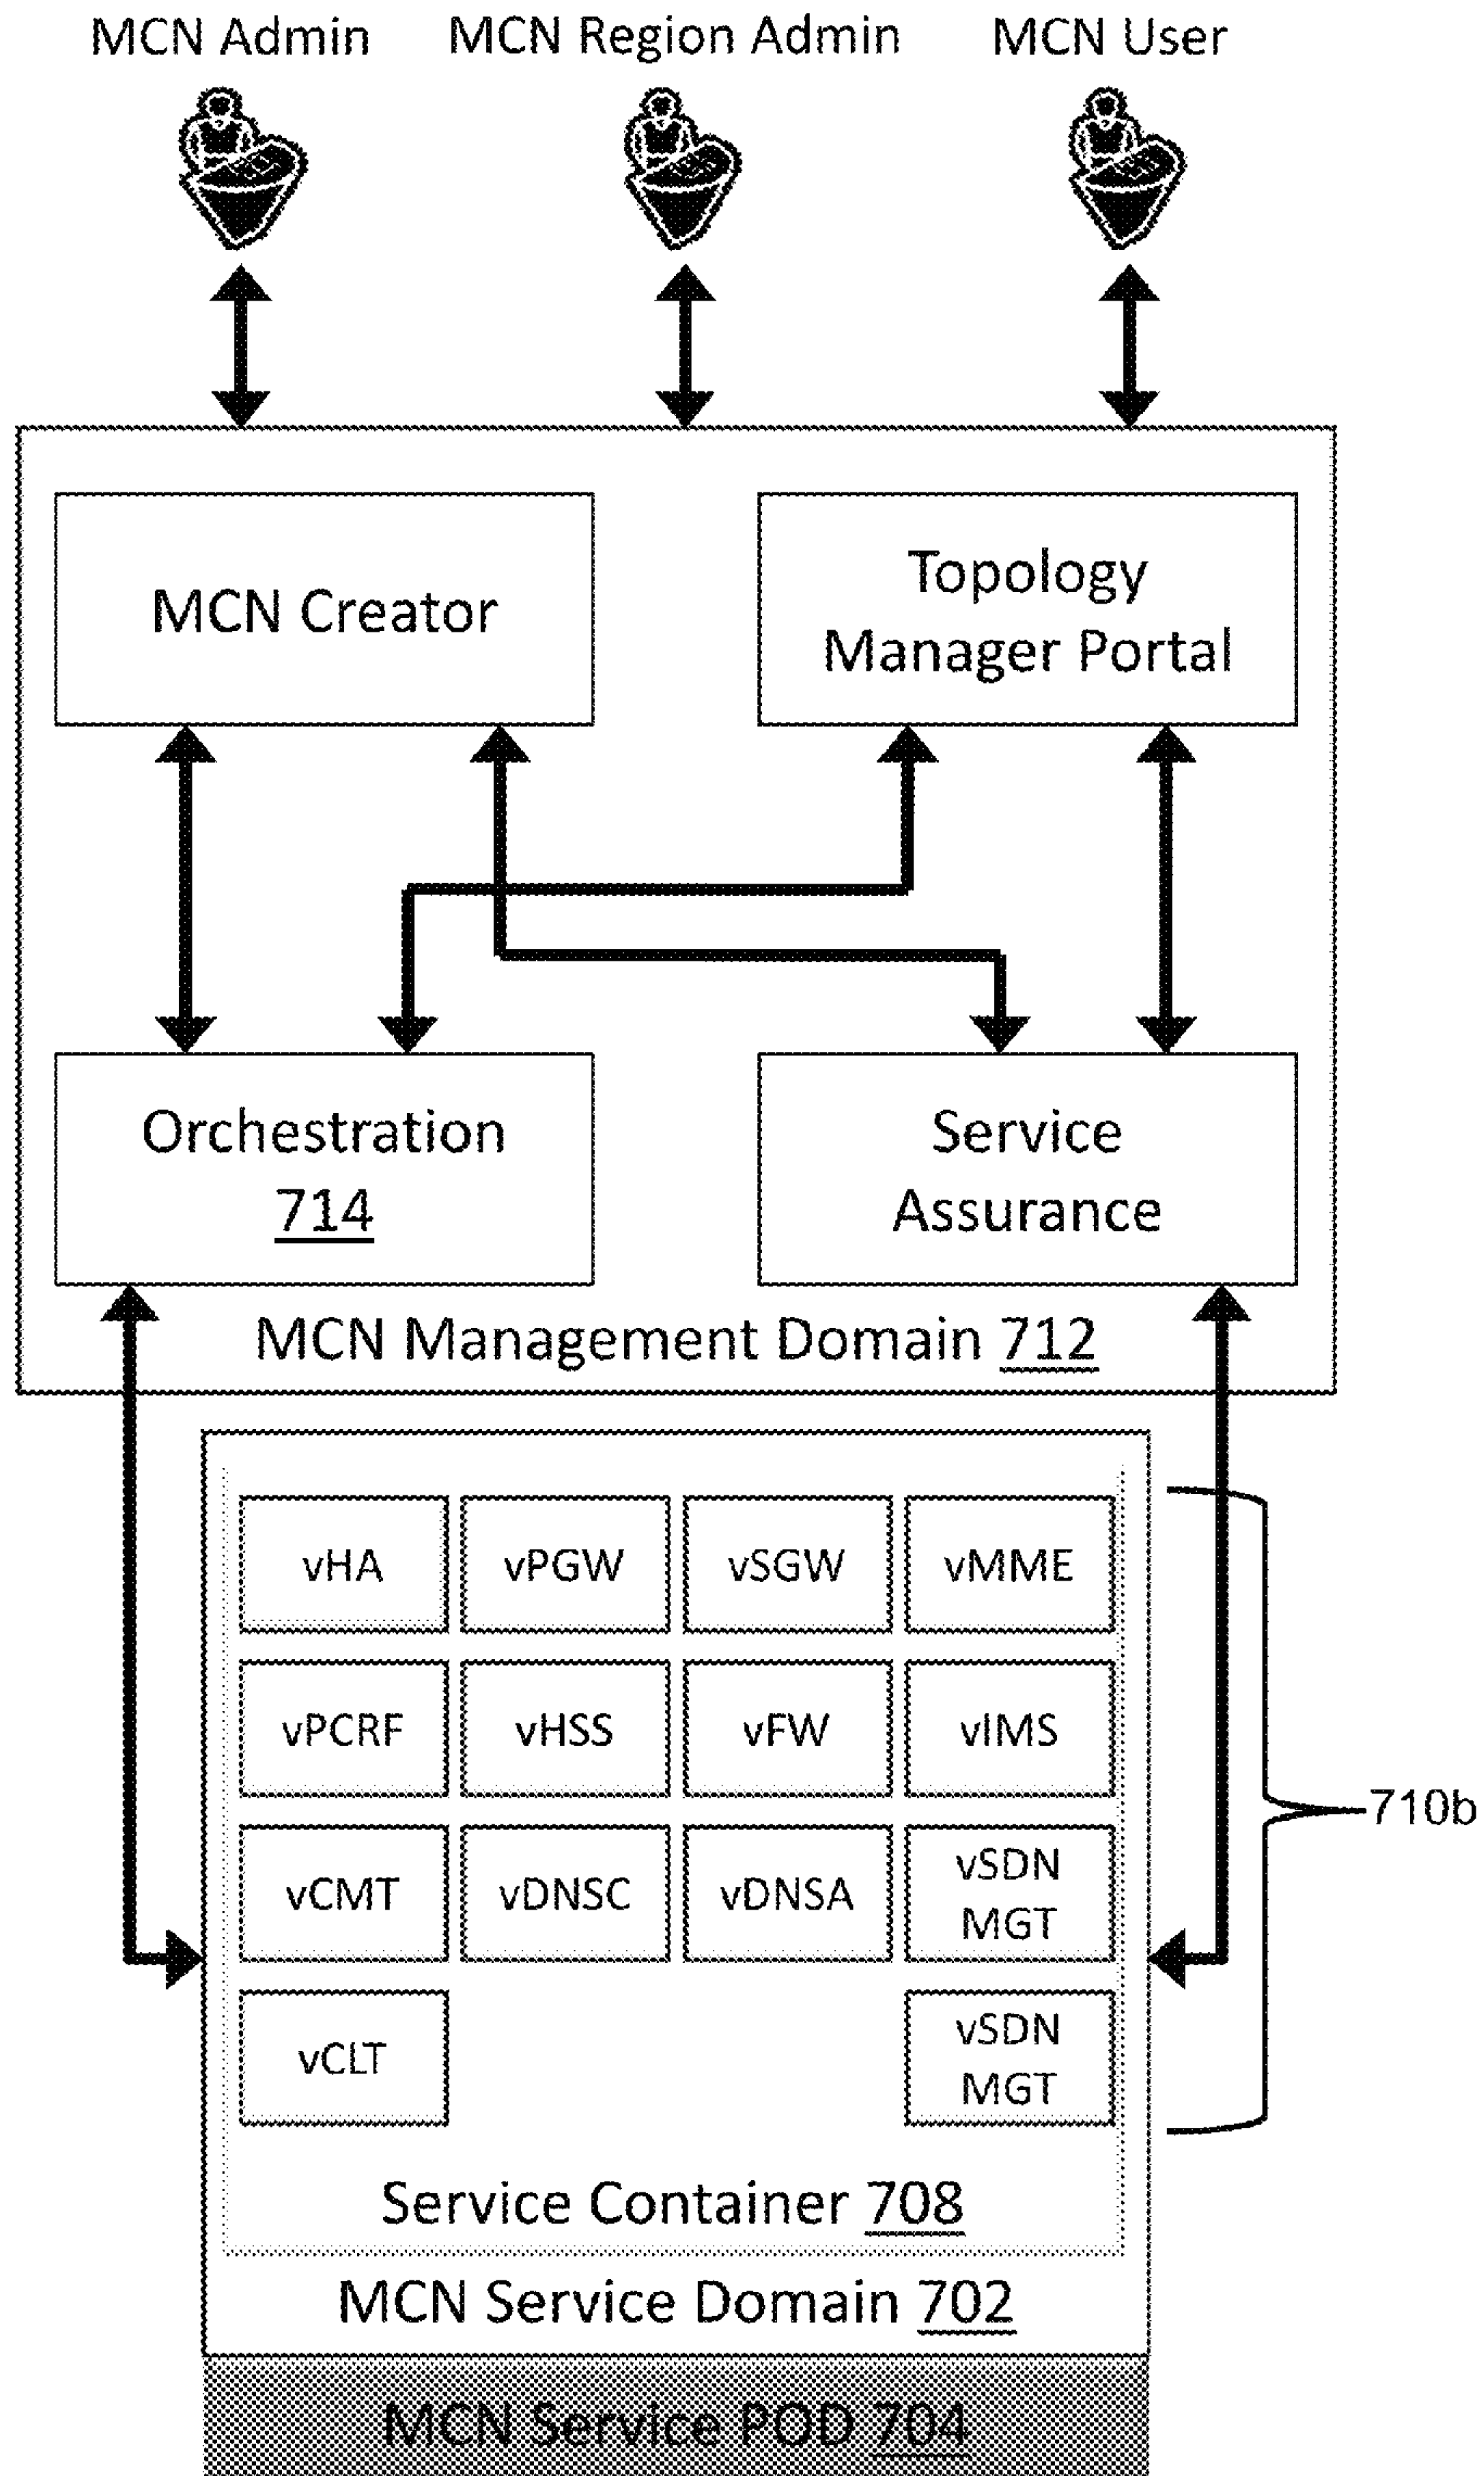 MCN Admin
MCN Region Admin
MCN User
MCN Creator
Topology
Manager Portal
Orchestration
714
Service
Assurance
MCN Management Domain 712
vHA
vPGW
vSGW
vMME
vPCRF
vHSS
vFW
vIMS
vCMT
vDNSC
vDNSA
vSDN
MGT
vCLT
vSDN
MGT
710b
Service Container 708
MCN Service Domain 702
MCN Service POD 704